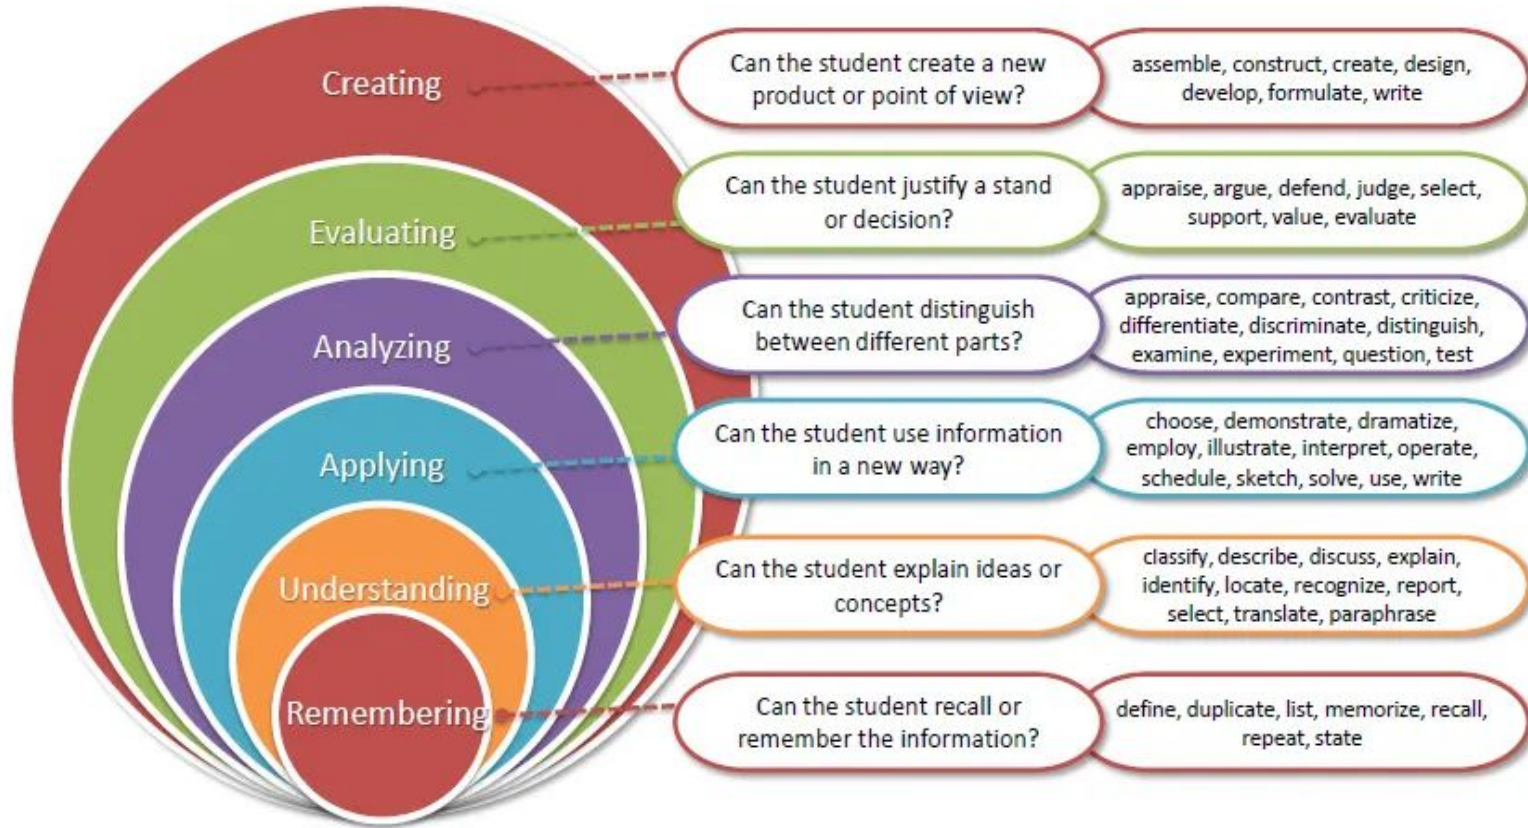 Creating
Can the student create a new
product or point of view?
assemble, construct, create, design,
develop, formulate, write
Evaluating
Can the student justify a stand
or decision?
appraise, argue, defend, judge, select,
support, value, evaluate
Analyzing
Can the student distinguish
between different parts?
appraise, compare, contrast, criticize,
differentiate, discriminate, distinguish,
examine, experiment, question, test
Applying
Can the student use information
in a new way?
choose, demonstrate, dramatize,
employ, illustrate, interpret, operate,
schedule, sketch, solve, use, write
Understanding
Can the student explain ideas or
concepts?
classify, describe, discuss, explain,
identify, locate, recognize, report,
select, translate, paraphrase
Remembering
Can the student recall or
remember the information?
define, duplicate, list, memorize, recall,
repeat, state